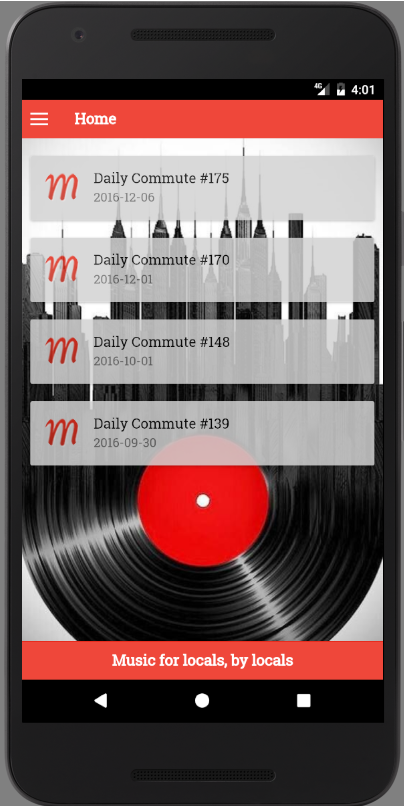 4G 4:01
Home
m
Daily Commute #175
2016-12-06
m
Daily Commute #170
2016-12-01
m
Daily Commute #148
2016-10-01
m
Daily Commute #139
2016-09-30
Music for locals, by locals